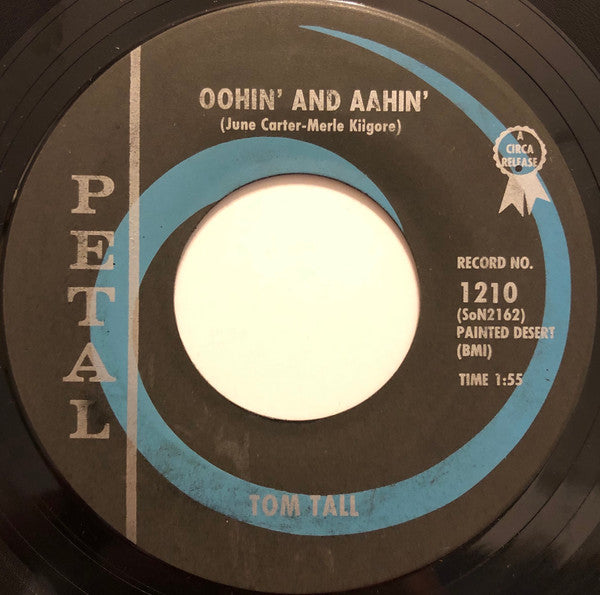 OOHIN' AND AAHIN'
(June Carter-Merle Kilgore)
A
CIRCA
RELEASE
PETAL
RECORD NO.
1210
(SoN2162)
PAINTED DESERT
(BMI)
TIME 1:55
TOM TALL